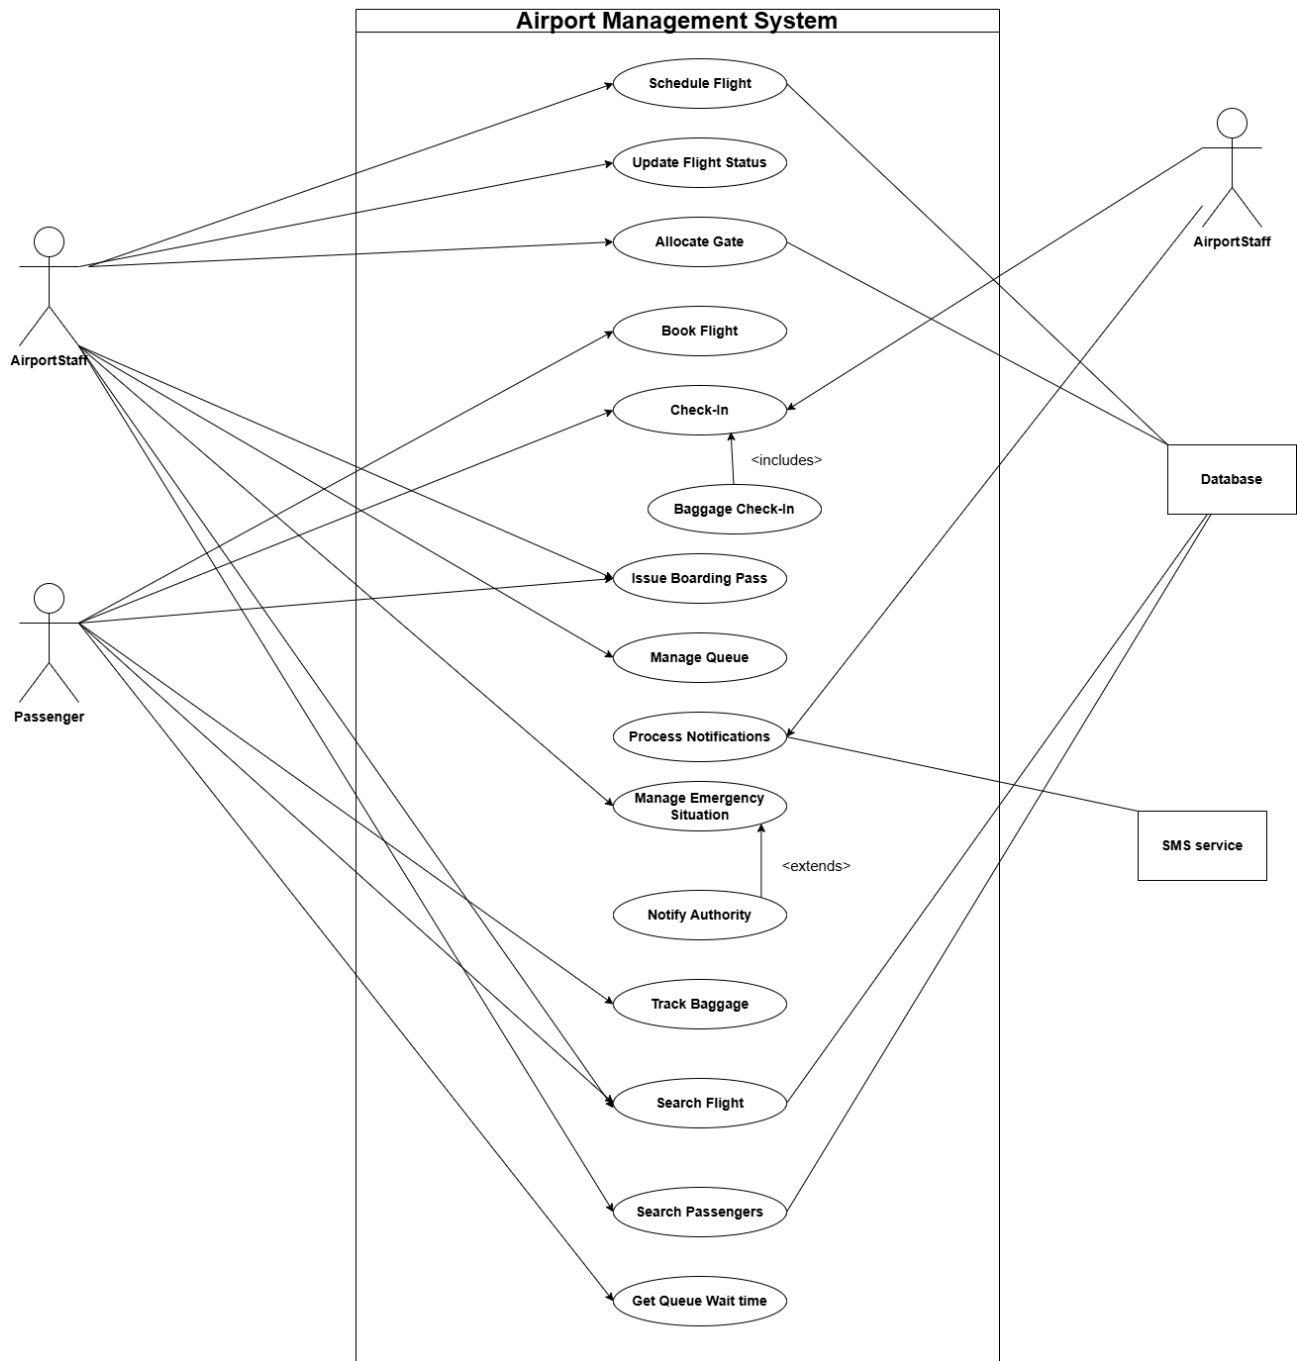 Airport Management System
Schedule Flight
Update Flight Status
AirportStaff
Allocate Gate
AirportStaff
Book Flight
Check-In
<includes>
Database
Baggage Check-In
Issue Boarding Pass
Manage Queue
Passenger
Process Notifications
Manage Emergency
Situation
SMS service
<extends>
Notify Authority
Track Baggage
Search Flight
Search Passengers
Get Queue Wait time